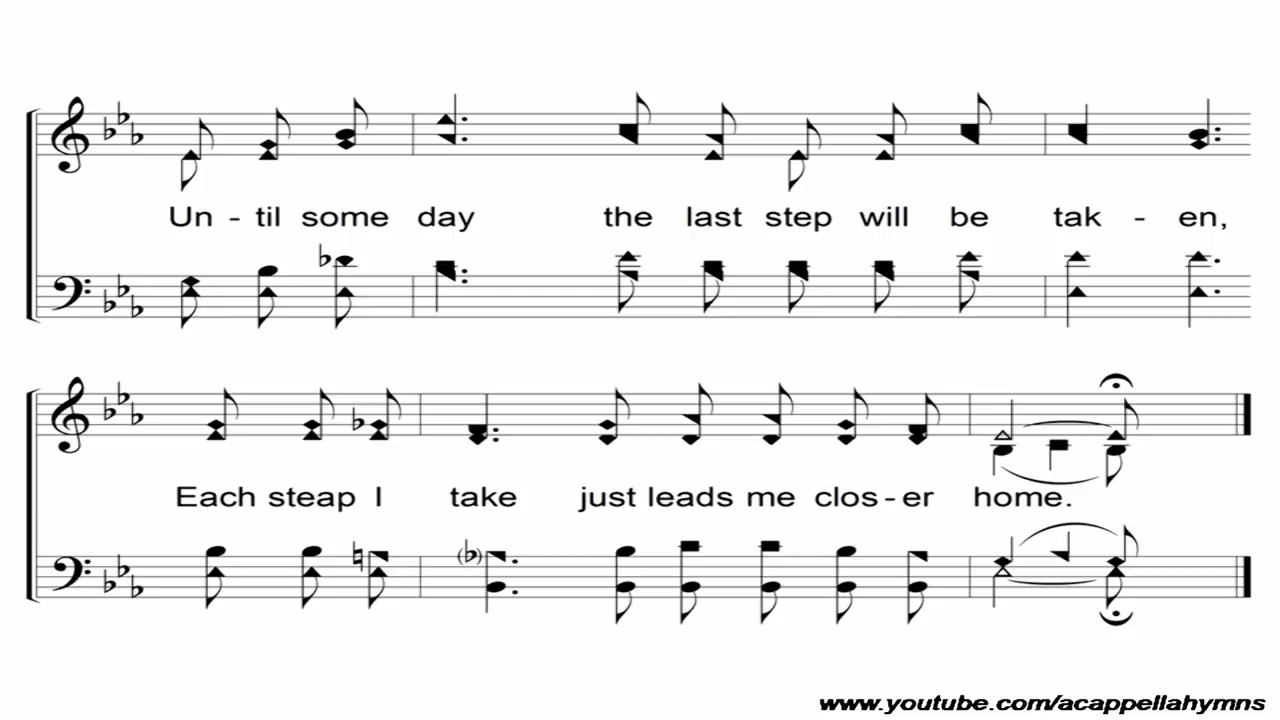 Un - til some day the last step will be tak - en,
Each steap I take just leads me clos - er home.
www.youtube.com/acappellahymns